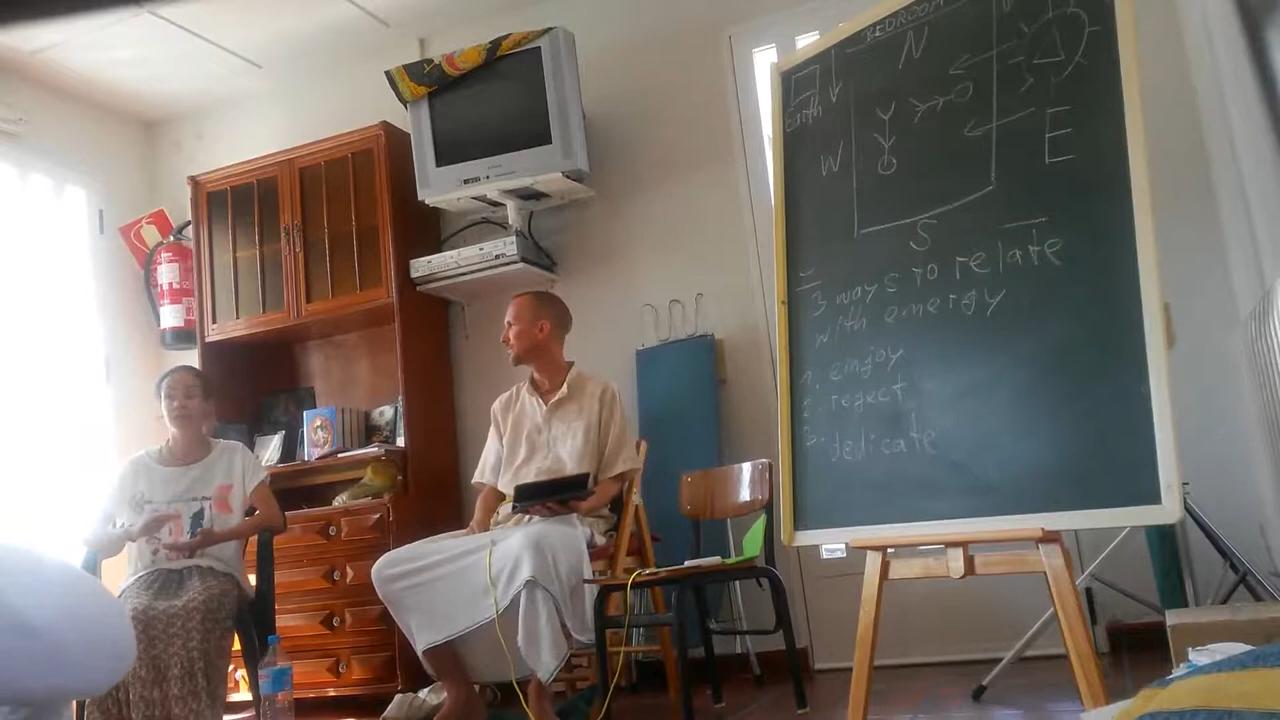 BEDROOM
N
Earth
W
E
S
3 ways to relate
with energy
1. enjoy
2. reject
3. dedicate